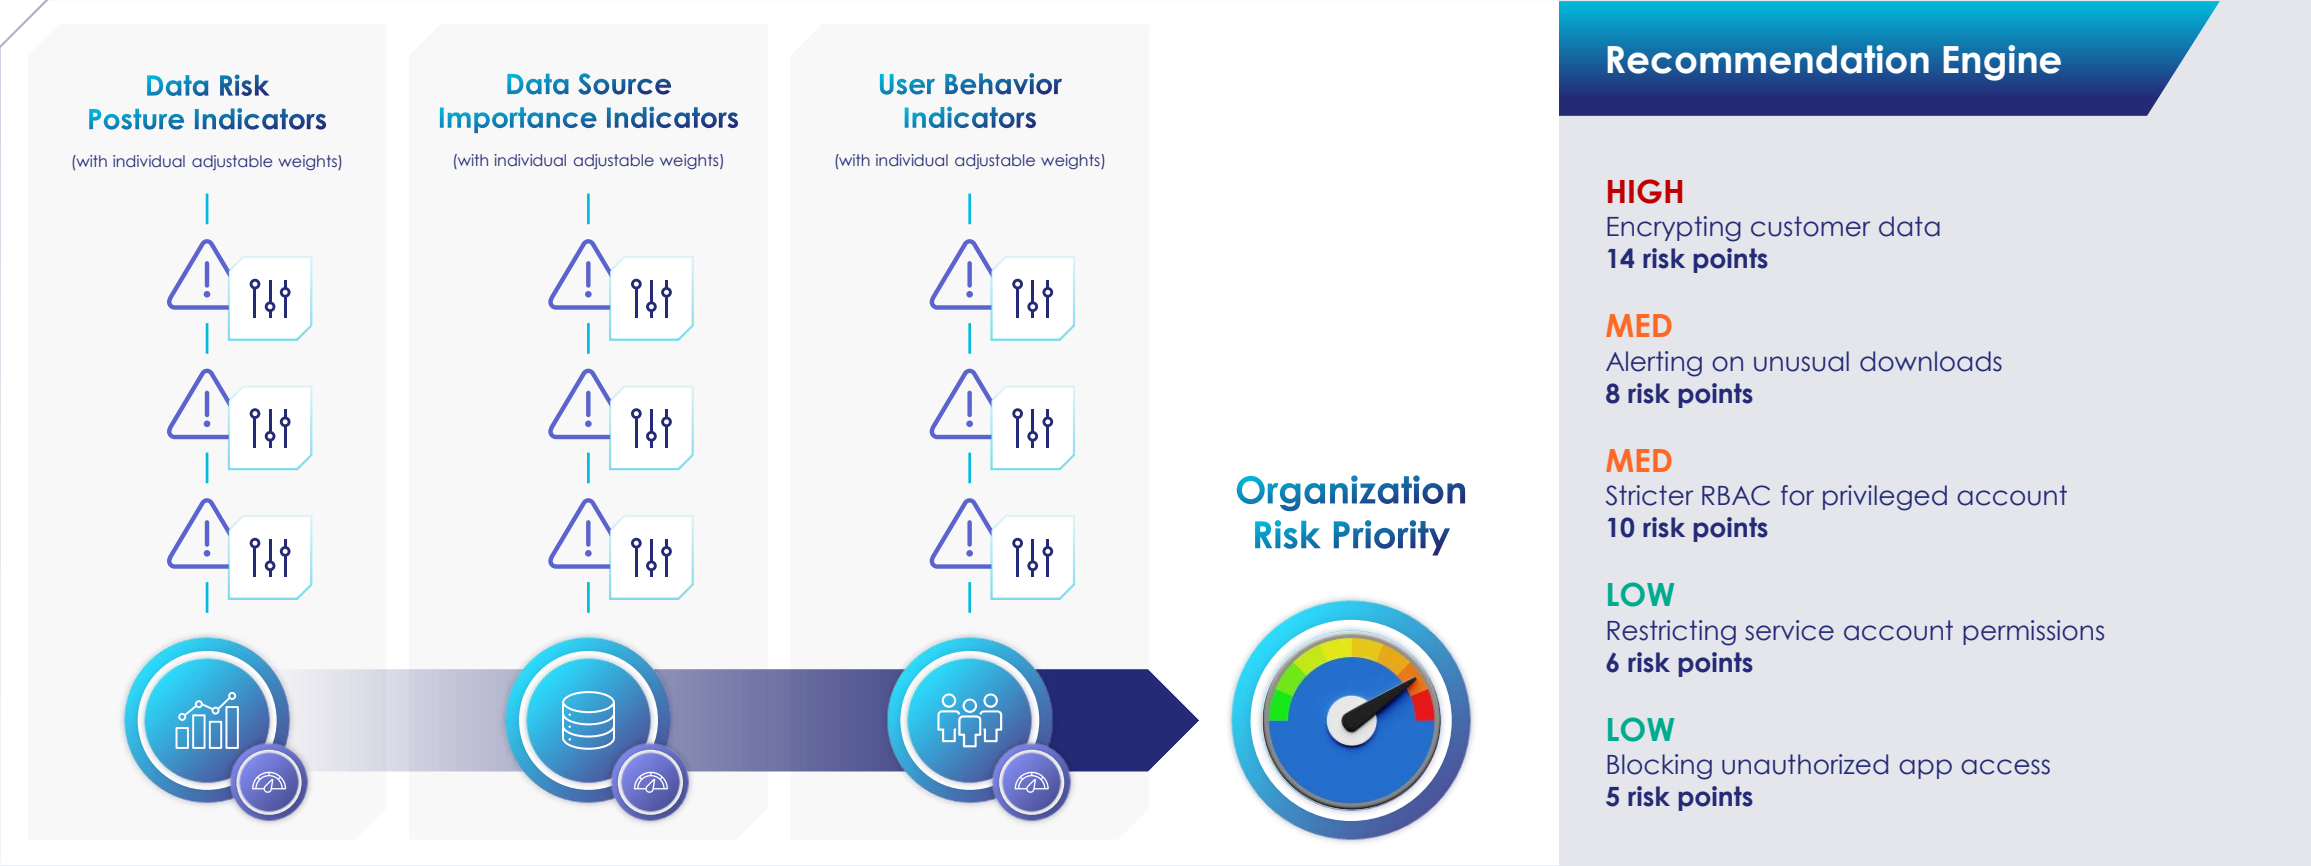 Data Risk
Posture Indicators
(with individual adjustable weights)
Data Source
Importance Indicators
(with individual adjustable weights)
User Behavior
Indicators
(with individual adjustable weights)
Organization
Risk Priority
Recommendation Engine
HIGH
Encrypting customer data
14 risk points
MED
Alerting on unusual downloads
8 risk points
MED
Stricter RBAC for privileged account
10 risk points
LOW
Restricting service account permissions
6 risk points
LOW
Blocking unauthorized app access
5 risk points